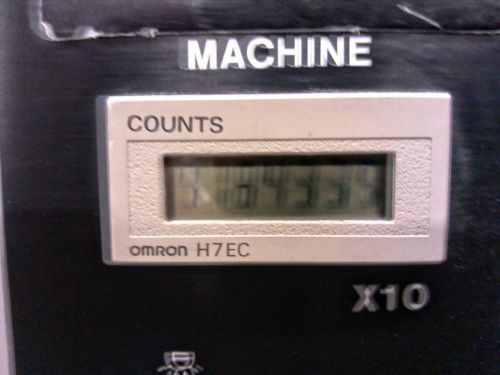 MACHINE
COUNTS
OMRON H7EC
X10